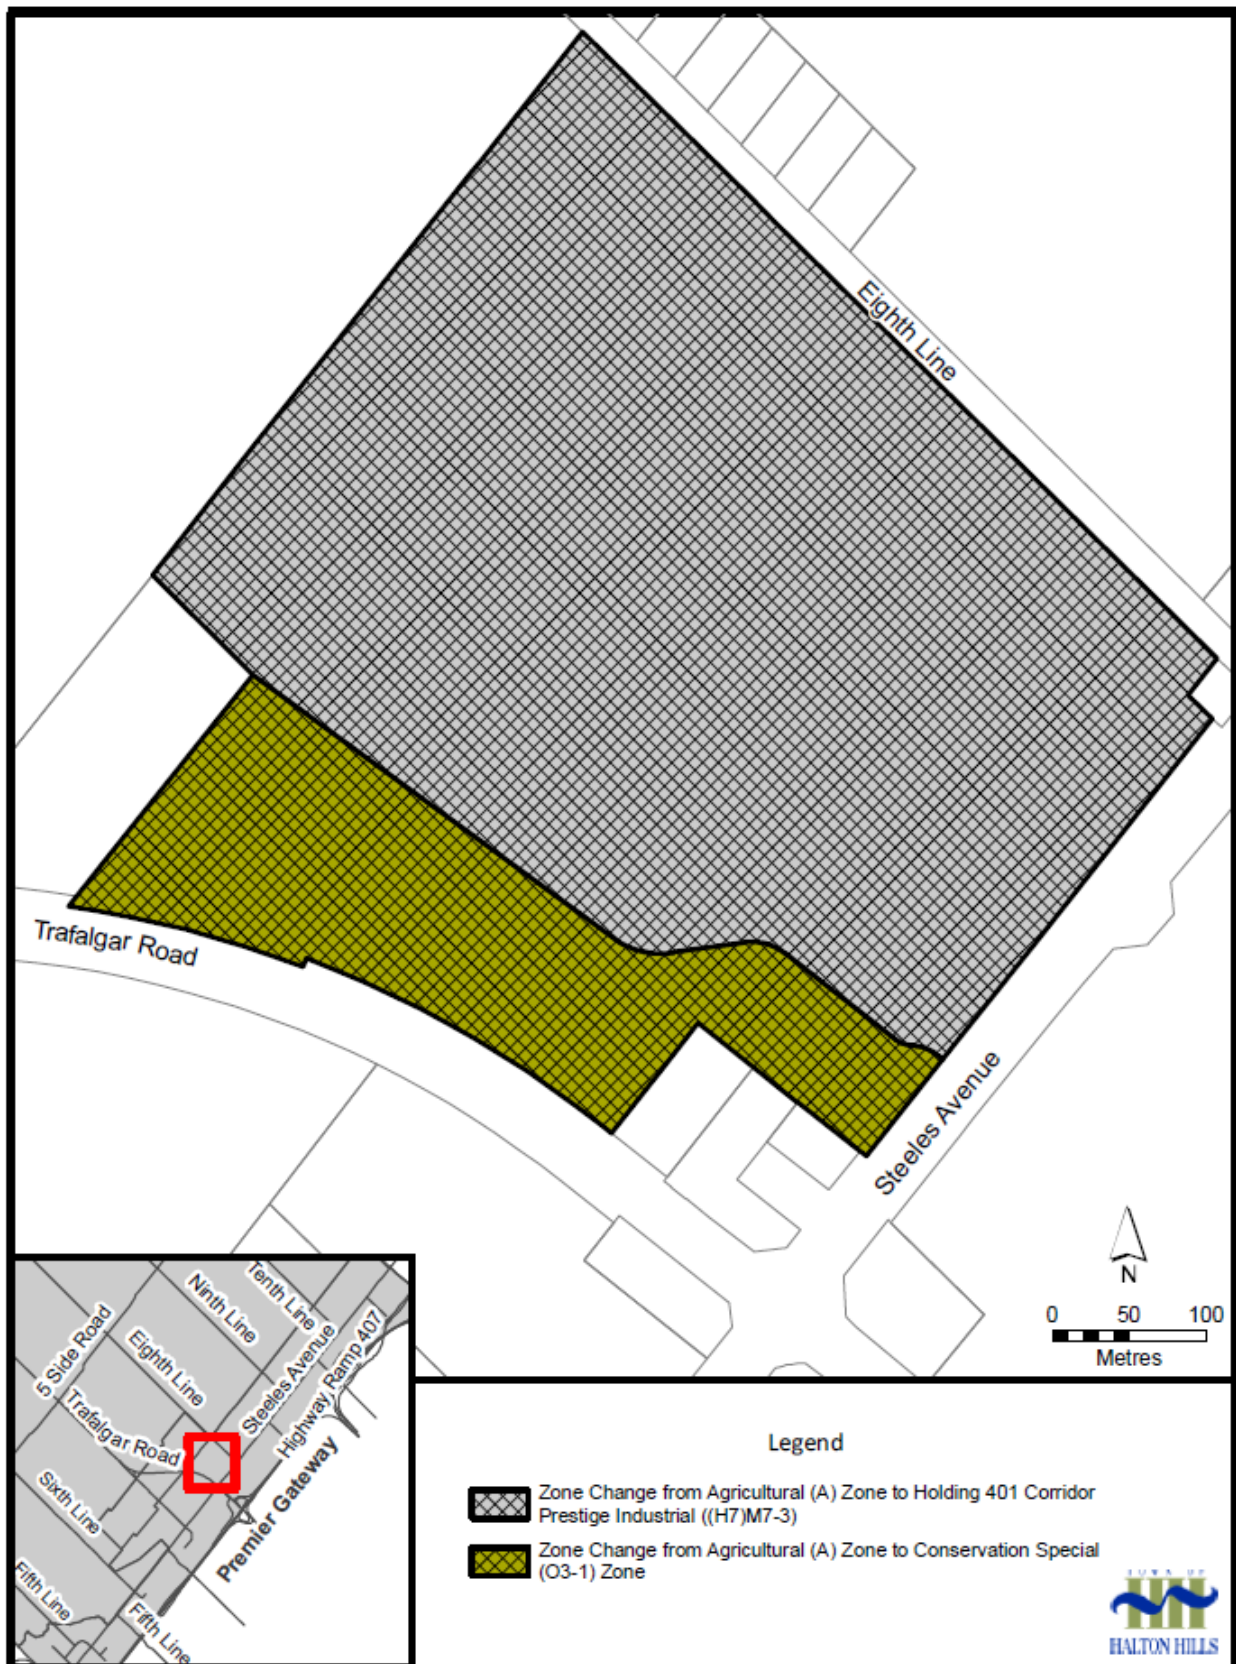 Eighth Line
Trafalgar Road
Steeles Avenue
N
0 50 100
Metres
Tenth Line
Ninth Line
Eighth Line
5 Side Road
Steeles Avenue
Highway Ramp 407
Trafalgar Road
Sixth Line
Premier Gateway
Fifth Line
Fifth Line
Legend
Zone Change from Agricultural (A) Zone to Holding 401 Corridor
Prestige Industrial ((H7)M7-3)
Zone Change from Agricultural (A) Zone to Conservation Special
(O3-1) Zone
TOWN OF
HALTON HILLS